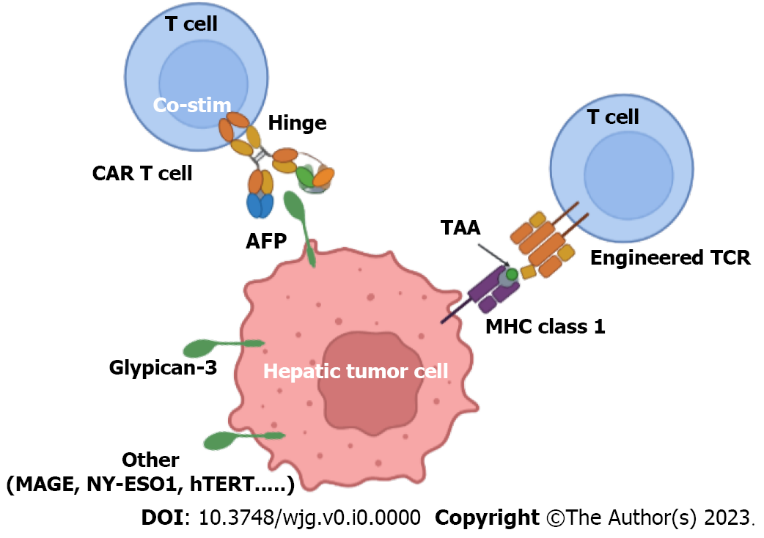 T cell
Co-stim
Hinge
CAR T cell
AFP
T cell
TAA
Engineered TCR
MHC class 1
Glypican-3
Hepatic tumor cell
Other
(MAGE, NY-ESO1, hTERT.....)
DOI: 10.3748/wjg.v0.i0.0000 Copyright ©The Author(s) 2023.